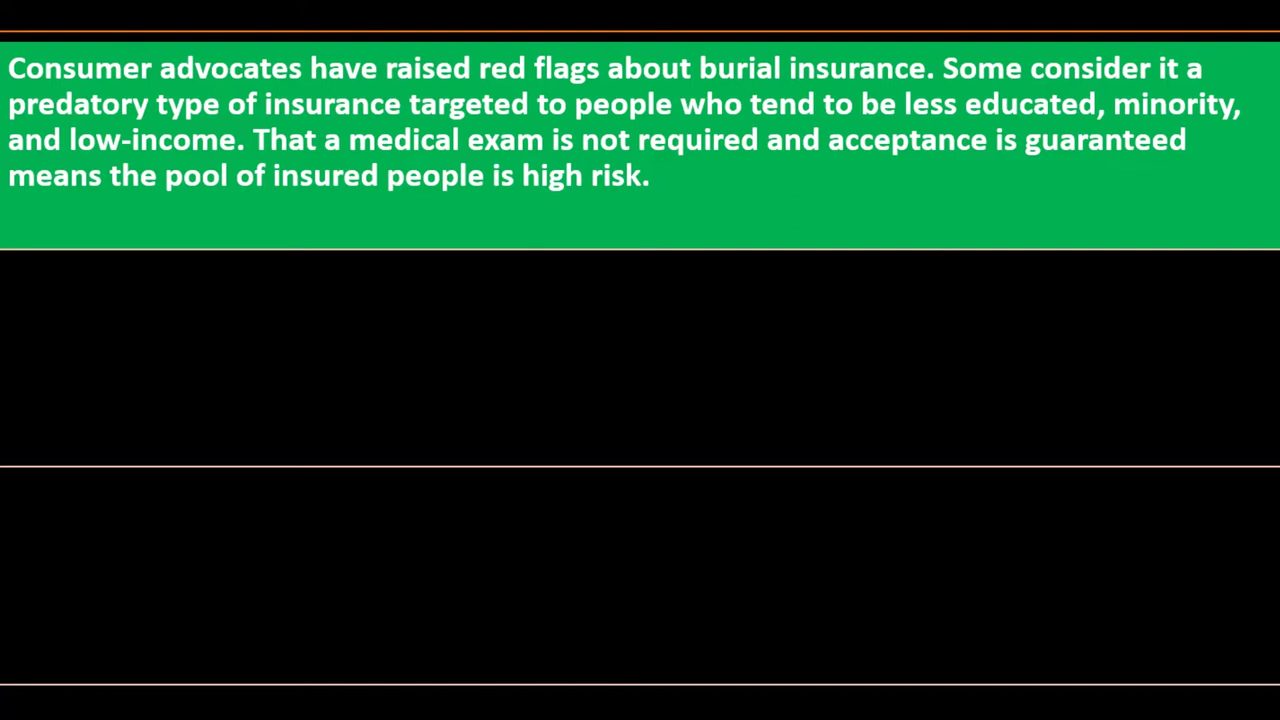 Consumer advocates have raised red flags about burial insurance. Some consider it a
predatory type of insurance targeted to people who tend to be less educated, minority,
and low-income. That a medical exam is not required and acceptance is guaranteed
means the pool of insured people is high risk.